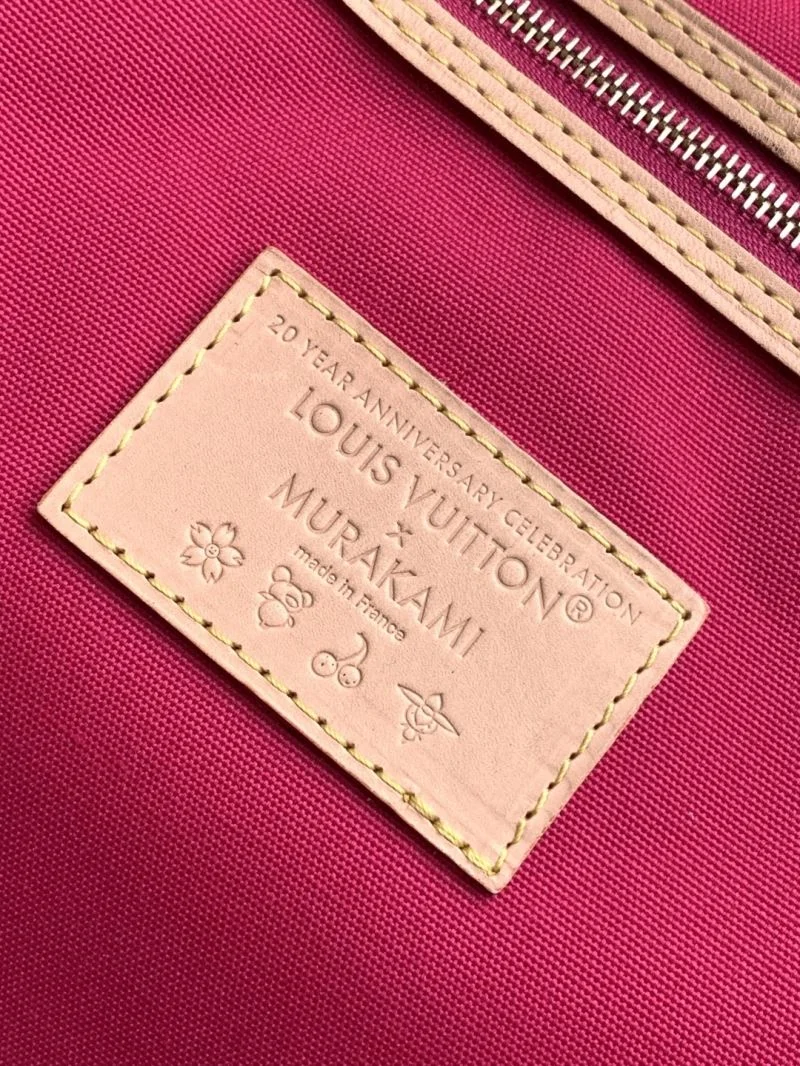 20 YEAR ANNIVERSARY CELEBRATION
LOUIS VUITTON®
x
MURAKAMI
made in France